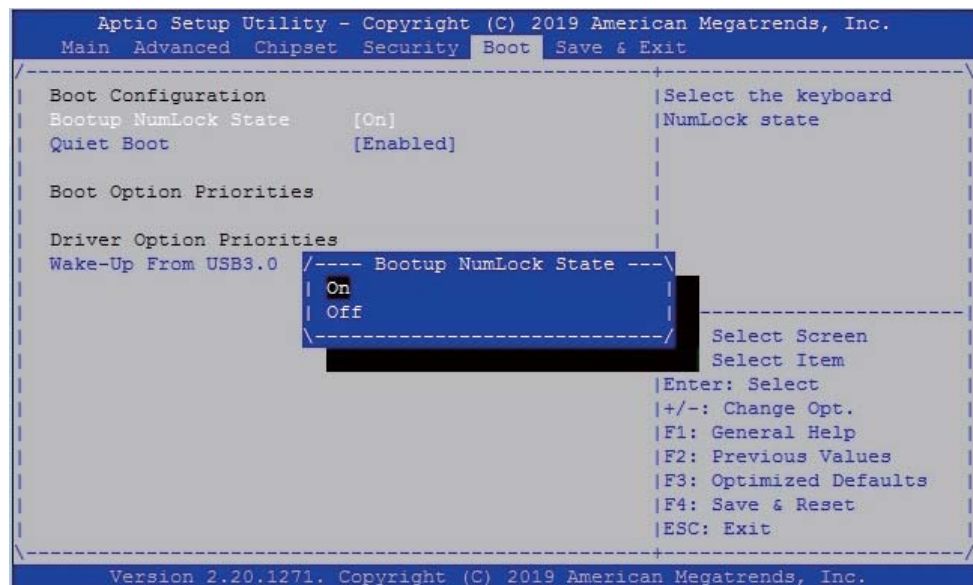 Aptio Setup Utility - Copyright (C) 2019 American Megatrends, Inc.
Main Advanced Chipset Security Boot Save & Exit
Boot Configuration
Bootup NumLock State [On]
Quiet Boot [Enabled]
Boot Option Priorities
Driver Option Priorities
Wake-Up From USB3.0
Select the keyboard
NumLock state
Bootup NumLock State
On
Off
Select Screen
Select Item
Enter: Select
+/-: Change Opt.
F1: General Help
F2: Previous Values
F3: Optimized Defaults
F4: Save & Reset
ESC: Exit
Version 2.20.1271. Copyright (C) 2019 American Megatrends, Inc.